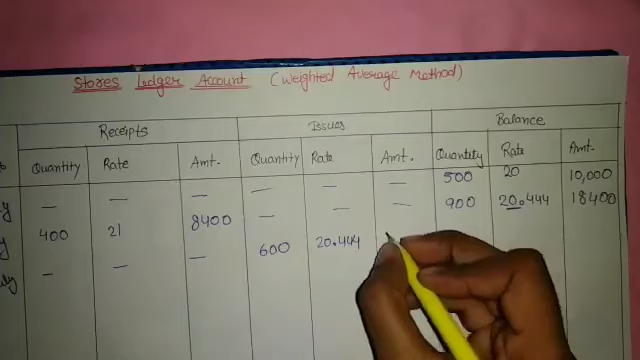 Stores Ledger Account (Weighted Average Method)
Receipts Issues Balance
Quantity Rate Amt. Quantity Rate Amt. Quantity Rate Amt.
— — — — — — 500 20 10,000
400 21 8400 — — — 900 20.444 18400
— — — 600 20.444